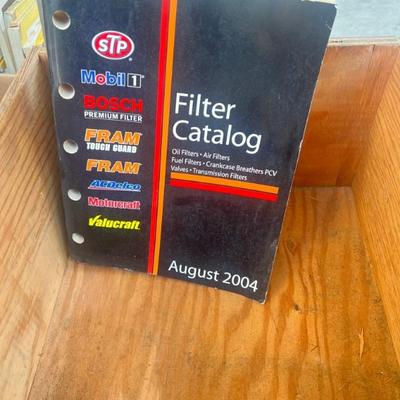 STP
Mobil 1
BOSCH
PREMIUM FILTER
FRAM
TOUGH GUARD
FRAM
ACDelco
Motorcraft
Valucraft
Filter
Catalog
Oil Filters • Air Filters
Fuel Filters • Crankcase Breathers PCV
Valves • Transmission Filters
August 2004